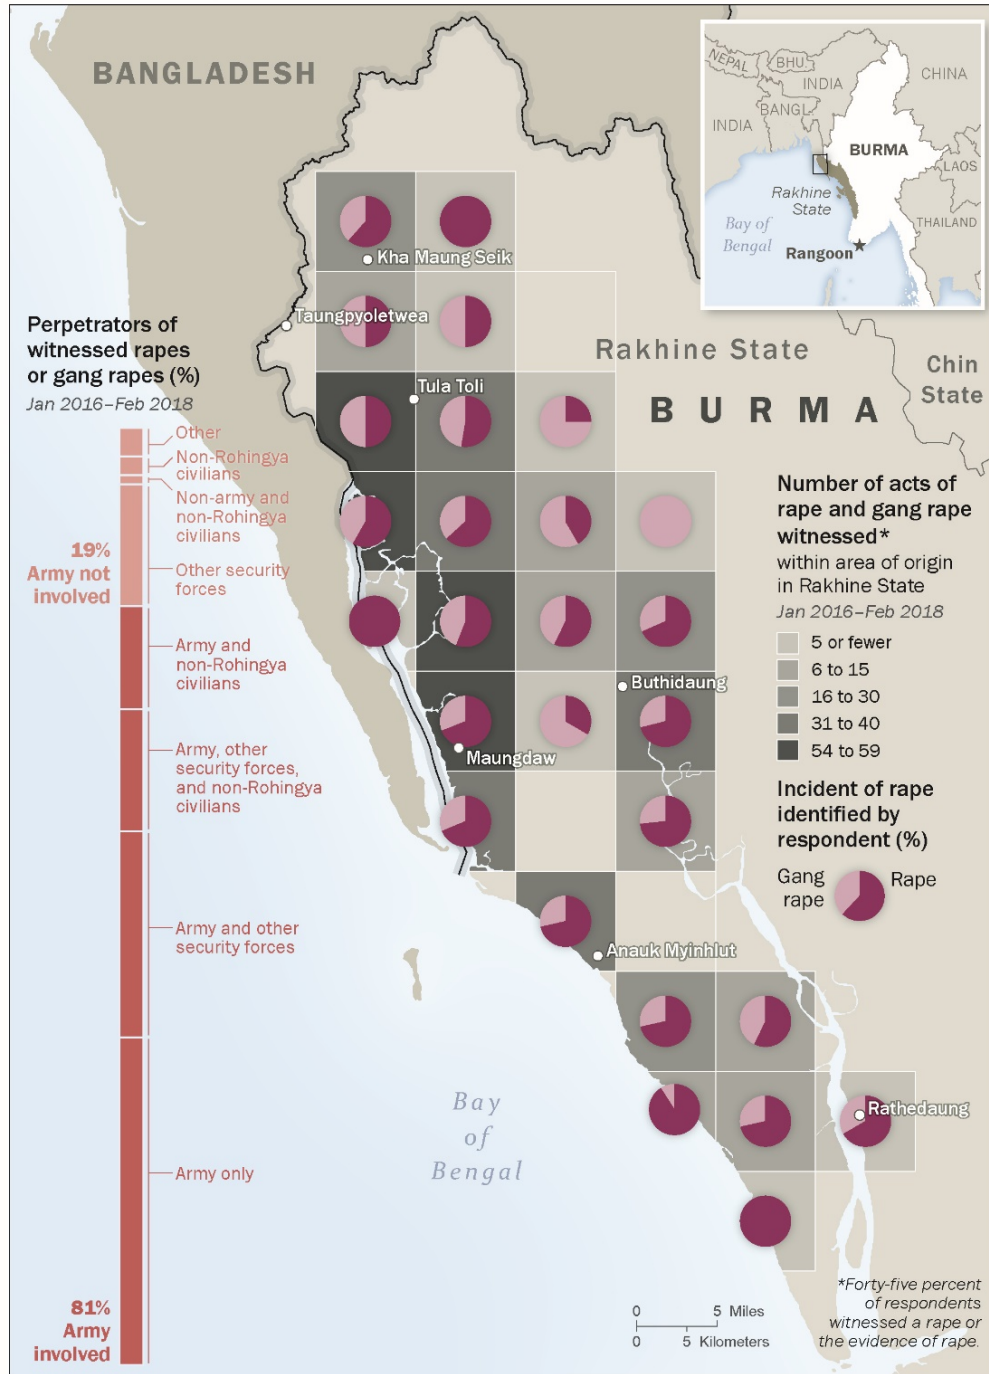 BANGLADESH
NEPAL
BHU
INDIA
CHINA
BANGL
INDIA
BURMA
LAOS
Rakhine
State
THAILAND
Bay of
Bengal
Rangoon
Kha Maung Seik
Taungpyoletwea
Rakhine State
Chin
State
Tula Toli
BURMA
Perpetrators of
witnessed rapes
or gang rapes (%)
Jan 2016–Feb 2018
Other
Non-Rohingya
civilians
Non-army and
non-Rohingya
civilians
19%
Army not
involved
Other security
forces
Army and
non-Rohingya
civilians
Army, other
security forces,
and non-Rohingya
civilians
Army and other
security forces
Army only
81%
Army
involved
Number of acts of
rape and gang rape
witnessed*
within area of origin
in Rakhine State
Jan 2016–Feb 2018
5 or fewer
6 to 15
16 to 30
31 to 40
54 to 59
Incident of rape
identified by
respondent (%)
Gang
rape
Rape
Buthidaung
Maungdaw
Anauk Myinhlut
Rathedaung
Bay
of
Bengal
0 5 Miles
0 5 Kilometers
*Forty-five percent
of respondents
witnessed a rape or
the evidence of rape.